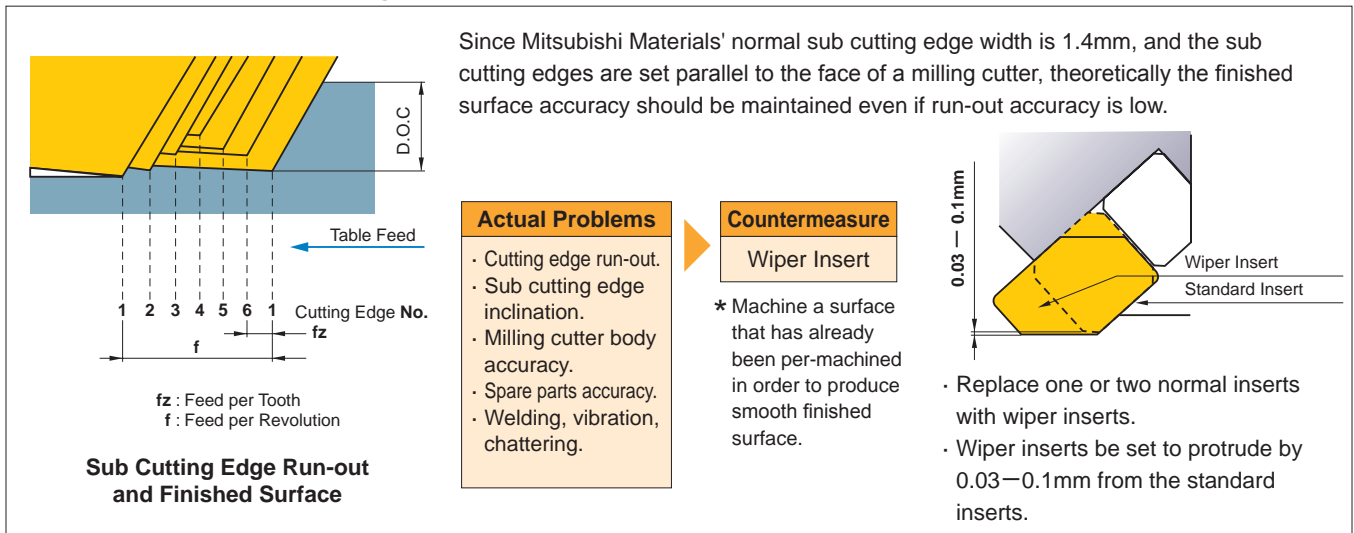 Since Mitsubishi Materials' normal sub cutting edge width is 1.4mm, and the sub
cutting edges are set parallel to the face of a milling cutter, theoretically the finished
surface accuracy should be maintained even if run-out accuracy is low.
D.O.C
Table Feed
1 2 3 4 5 6 1 Cutting Edge No.
fz
f
fz : Feed per Tooth
f : Feed per Revolution
Sub Cutting Edge Run-out
and Finished Surface
Actual Problems
· Cutting edge run-out.
· Sub cutting edge
inclination.
· Milling cutter body
accuracy.
· Spare parts accuracy.
· Welding, vibration,
chattering.
Countermeasure
Wiper Insert
* Machine a surface
that has already
been per-machined
in order to produce
smooth finished
surface.
0.03 — 0.1mm
Wiper Insert
Standard Insert
· Replace one or two normal inserts
with wiper inserts.
· Wiper inserts be set to protrude by
0.03—0.1mm from the standard
inserts.